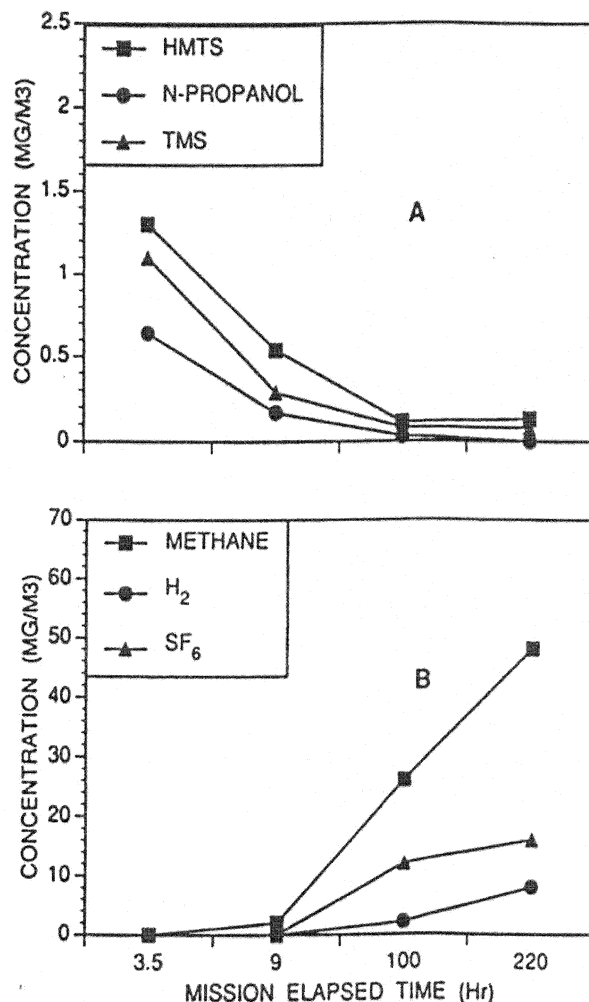 2.5
2
1.5
1
0.5
0
CONCENTRATION (MG/M3)
HMTS
N-PROPANOL
TMS
A
70
60
50
40
30
20
10
0
CONCENTRATION (MG/M3)
METHANE
H2
SF6
B
3.5 9 100 220
MISSION ELAPSED TIME (Hr)